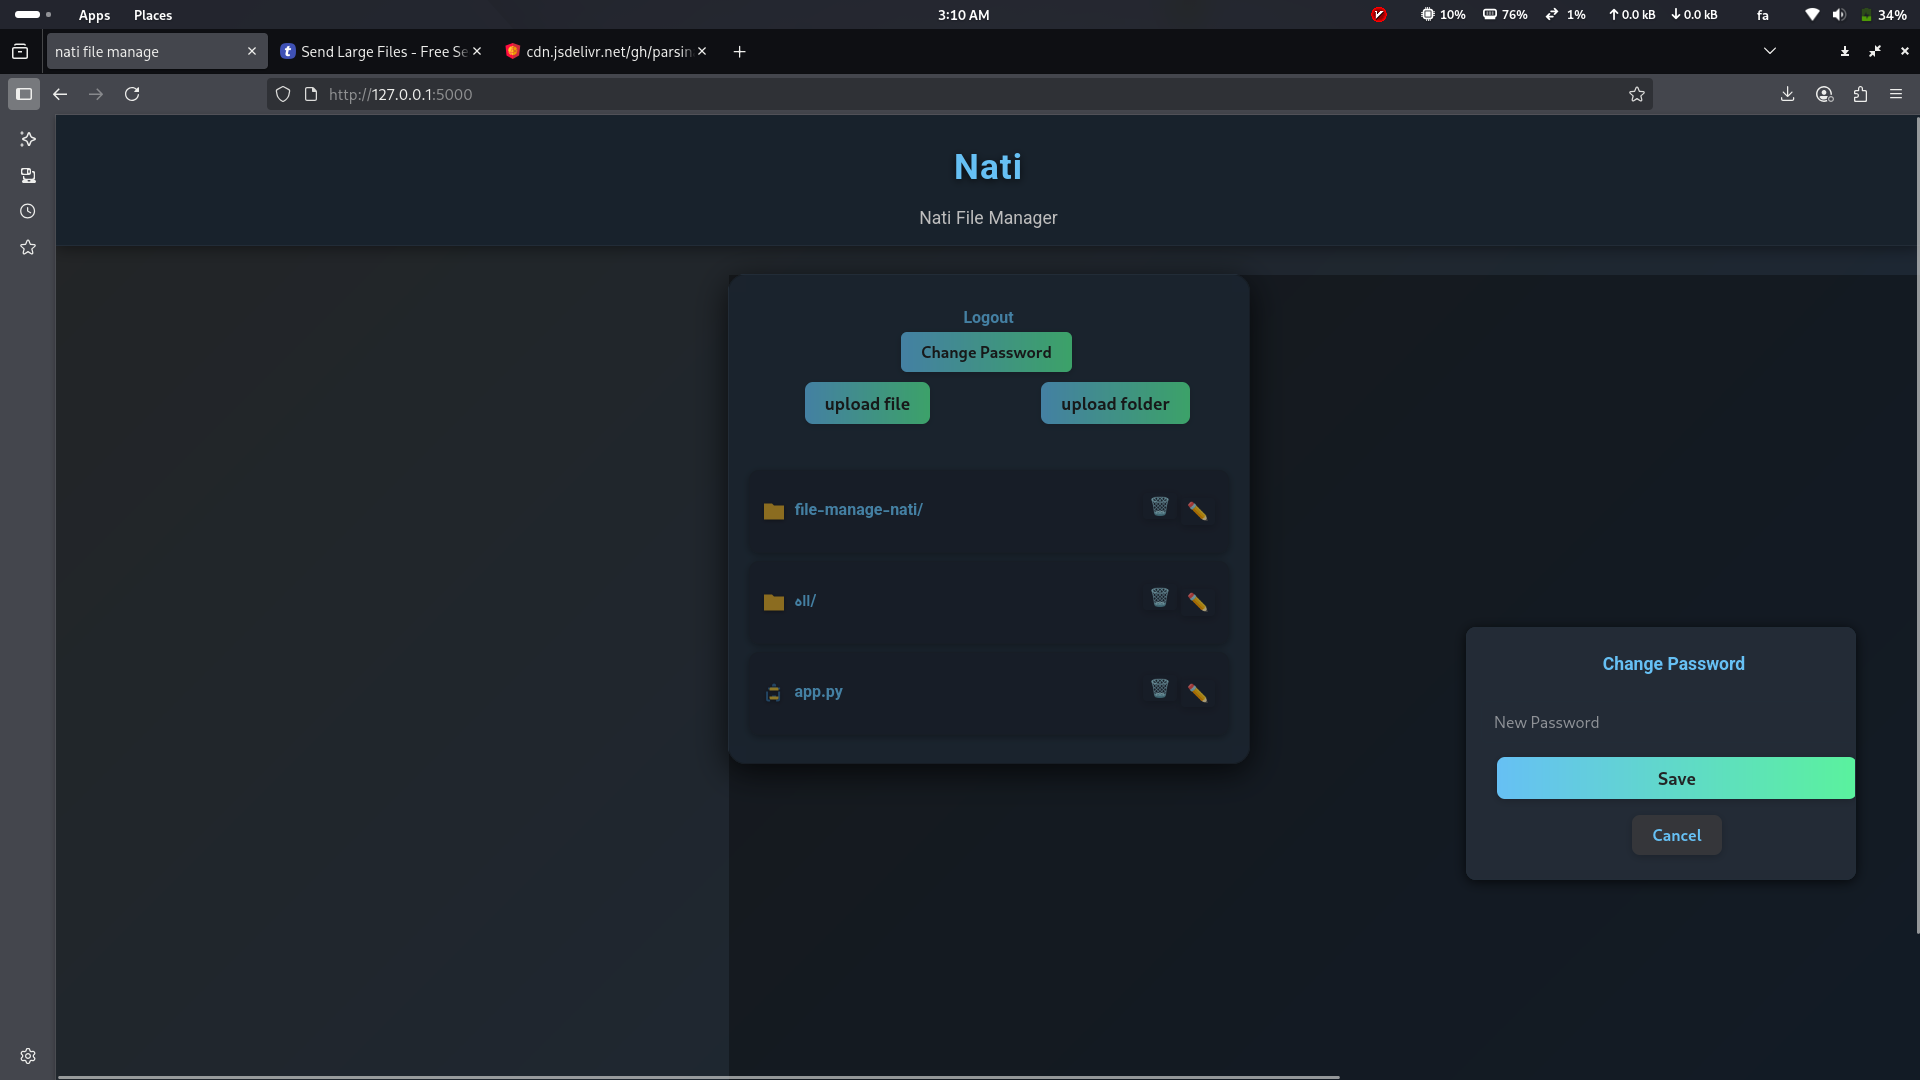 Apps Places 3:10 AM 10% 76% 1% 0.0 kB 0.0 kB fa 34%
nati file manage Send Large Files - Free Se cdn.jsdelivr.net/gh/parsin
http://127.0.0.1:5000
Nati
Nati File Manager
Logout
Change Password
upload file upload folder
file-manage-nati/
الہ/
app.py
Change Password
New Password
Save
Cancel